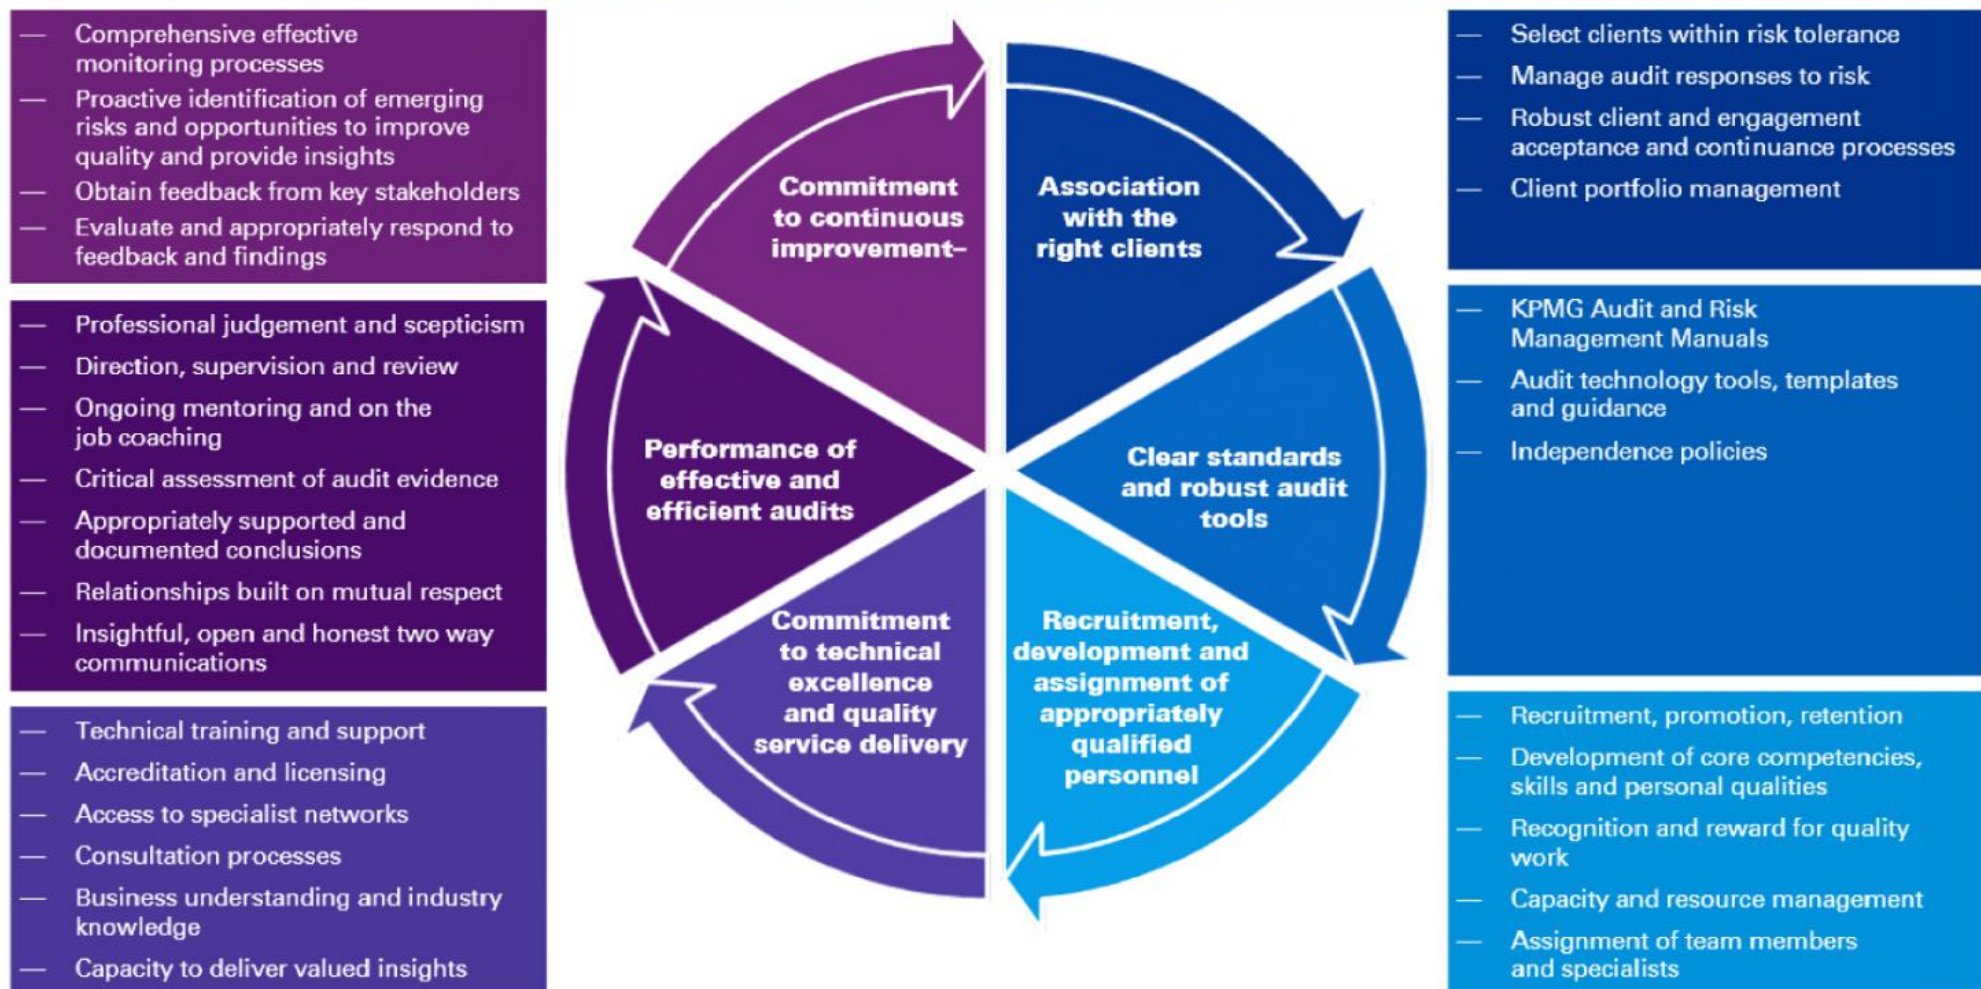 — Comprehensive effective
monitoring processes
— Proactive identification of emerging
risks and opportunities to improve
quality and provide insights
— Obtain feedback from key stakeholders
— Evaluate and appropriately respond to
feedback and findings
— Professional judgement and scepticism
— Direction, supervision and review
— Ongoing mentoring and on the
job coaching
— Critical assessment of audit evidence
— Appropriately supported and
documented conclusions
— Relationships built on mutual respect
— Insightful, open and honest two way
communications
— Technical training and support
— Accreditation and licensing
— Access to specialist networks
— Consultation processes
— Business understanding and industry
knowledge
— Capacity to deliver valued insights
Commitment
to continuous
improvement–
Association
with the
right clients
Performance of
effective and
efficient audits
Clear standards
and robust audit
tools
Commitment
to technical
excellence
and quality
service delivery
Recruitment,
development and
assignment of
appropriately
qualified
personnel
— Select clients within risk tolerance
— Manage audit responses to risk
— Robust client and engagement
acceptance and continuance processes
— Client portfolio management
— KPMG Audit and Risk
Management Manuals
— Audit technology tools, templates
and guidance
— Independence policies
— Recruitment, promotion, retention
— Development of core competencies,
skills and personal qualities
— Recognition and reward for quality
work
— Capacity and resource management
— Assignment of team members
and specialists